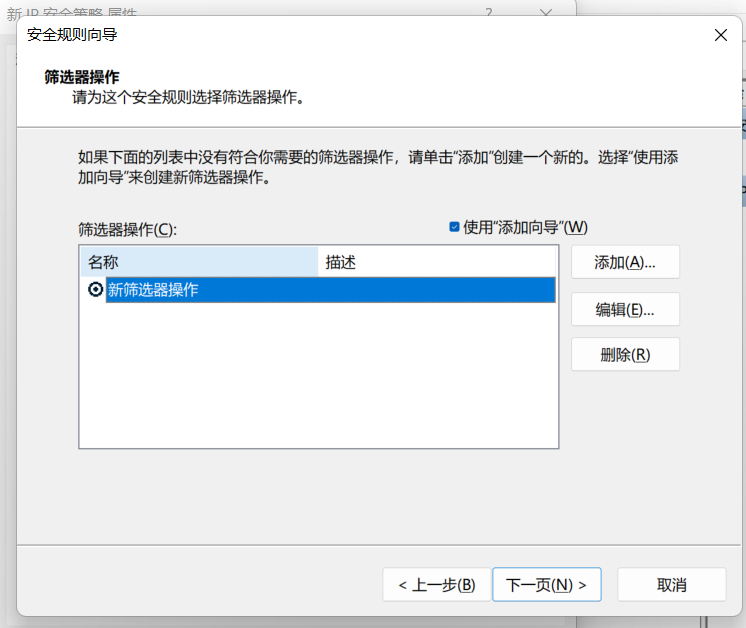 新 IP 安全策略 属性
?
安全规则向导
筛选器操作
请为这个安全规则选择筛选器操作。
如果下面的列表中没有符合你需要的筛选器操作，请单击“添加”创建一个新的。选择“使用添
加向导”来创建新筛选器操作。
筛选器操作(C):
使用“添加向导”(W)
名称 描述
新筛选器操作
添加(A)...
编辑(E)...
删除(R)
< 上一步(B) 下一页(N) > 取消